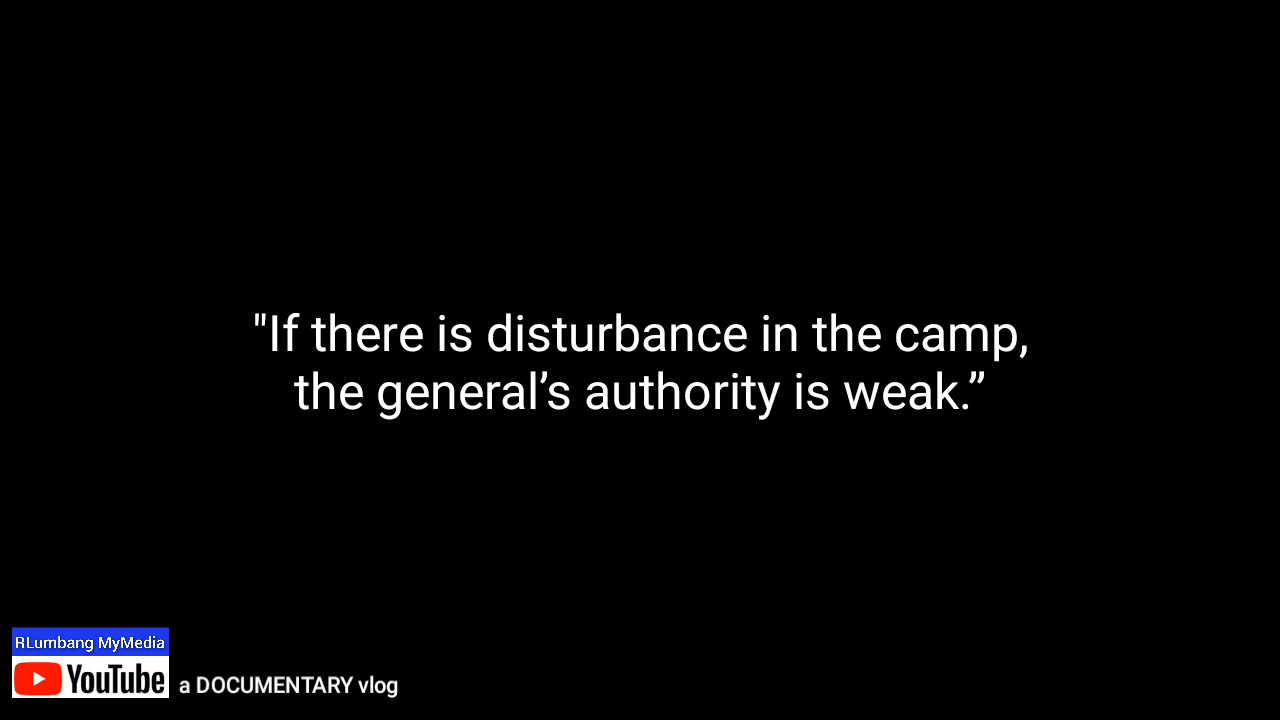 "If there is disturbance in the camp,
the general’s authority is weak.”
RLumbang MyMedia
YouTube
a DOCUMENTARY vlog